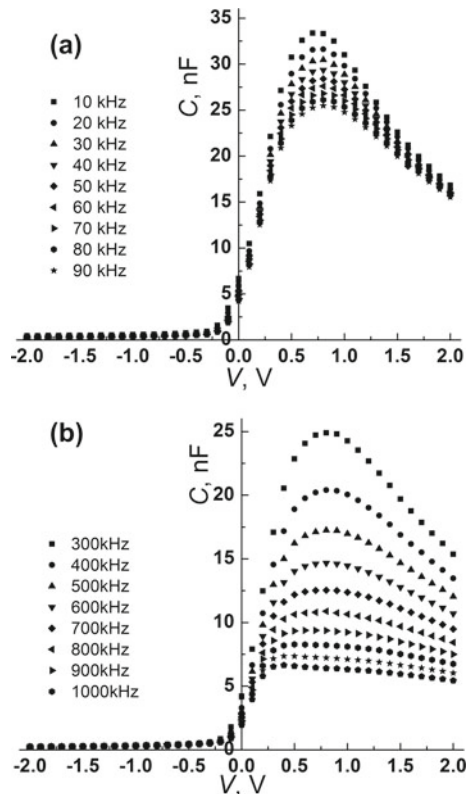 (a)
35
30
25
20
15
10
5
0
C, nF
■ 10 kHz
● 20 kHz
▲ 30 kHz
▼ 40 kHz
◆ 50 kHz
◀ 60 kHz
▶ 70 kHz
● 80 kHz
★ 90 kHz
-2.0 -1.5 -1.0 -0.5 0.0 0.5 1.0 1.5 2.0
V, V
(b)
25
20
15
10
5
0
C, nF
■ 300kHz
● 400kHz
▲ 500kHz
▼ 600kHz
◆ 700kHz
◀ 800kHz
▶ 900kHz
● 1000kHz
-2.0 -1.5 -1.0 -0.5 0.0 0.5 1.0 1.5 2.0
V, V